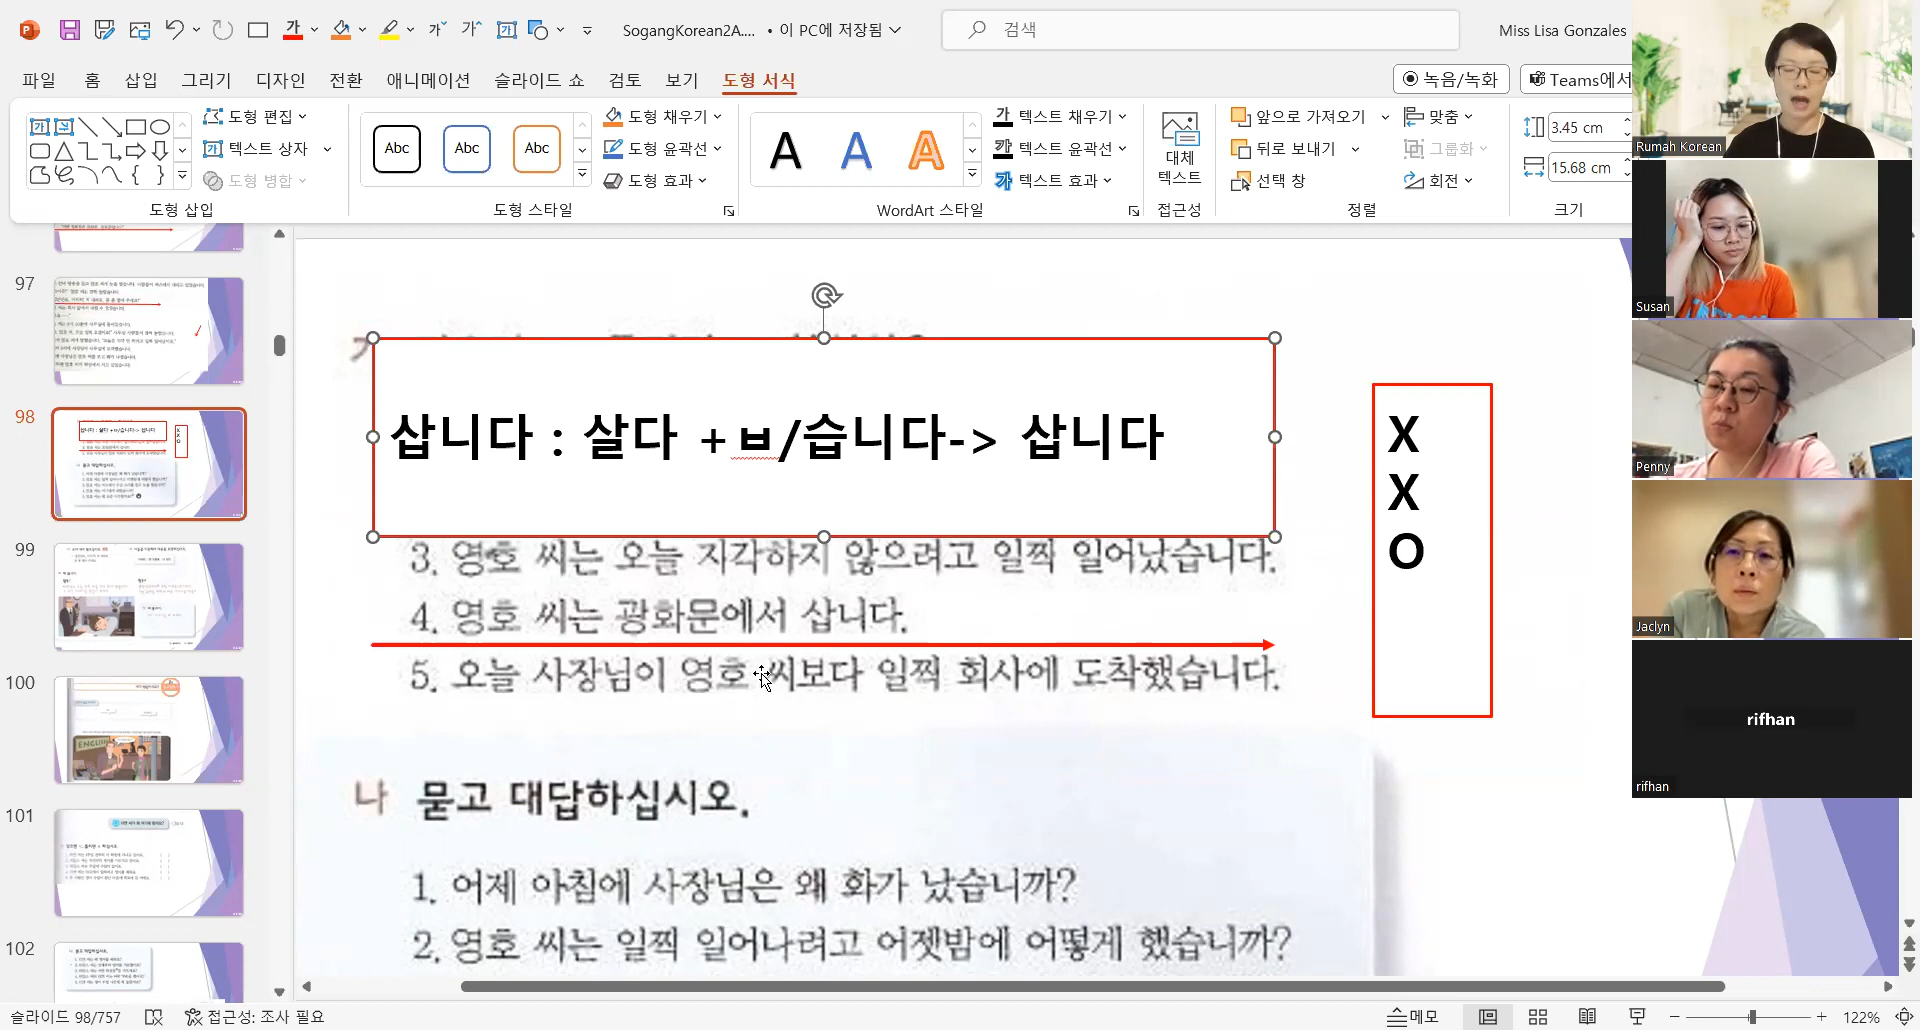 SogangKorean2A.... • 이 PC에 저장됨
검색
Miss Lisa Gonzales
파일 홈 삽입 그리기 디자인 전환 애니메이션 슬라이드 쇼 검토 보기 도형 서식
녹음/녹화 Teams에서
도형 편집
텍스트 상자
도형 병합
도형 삽입
Abc Abc Abc
도형 채우기
도형 윤곽선
도형 효과
도형 스타일
A A A
텍스트 채우기
텍스트 윤곽선
텍스트 효과
WordArt 스타일
대체
텍스트
접근성
앞으로 가져오기
뒤로 보내기
선택 창
맞춤
그룹화
회전
정렬
3.45 cm
15.68 cm
크기
97
98
99
100
101
102
삽니다 : 살다 +ㅂ/습니다-> 삽니다
X
X
O
3. 영호 씨는 오늘 지각하지 않으려고 일찍 일어났습니다.
4. 영호 씨는 광화문에서 삽니다.
5. 오늘 사장님이 영호 씨보다 일찍 회사에 도착했습니다.
나 묻고 대답하십시오.
1. 어제 아침에 사장님은 왜 화가 났습니까?
2. 영호 씨는 일찍 일어나려고 어젯밤에 어떻게 했습니까?
Rumah Korean
Susan
Penny
Jaclyn
rifhan
rifhan
슬라이드 98/757
접근성: 조사 필요
메모
122%